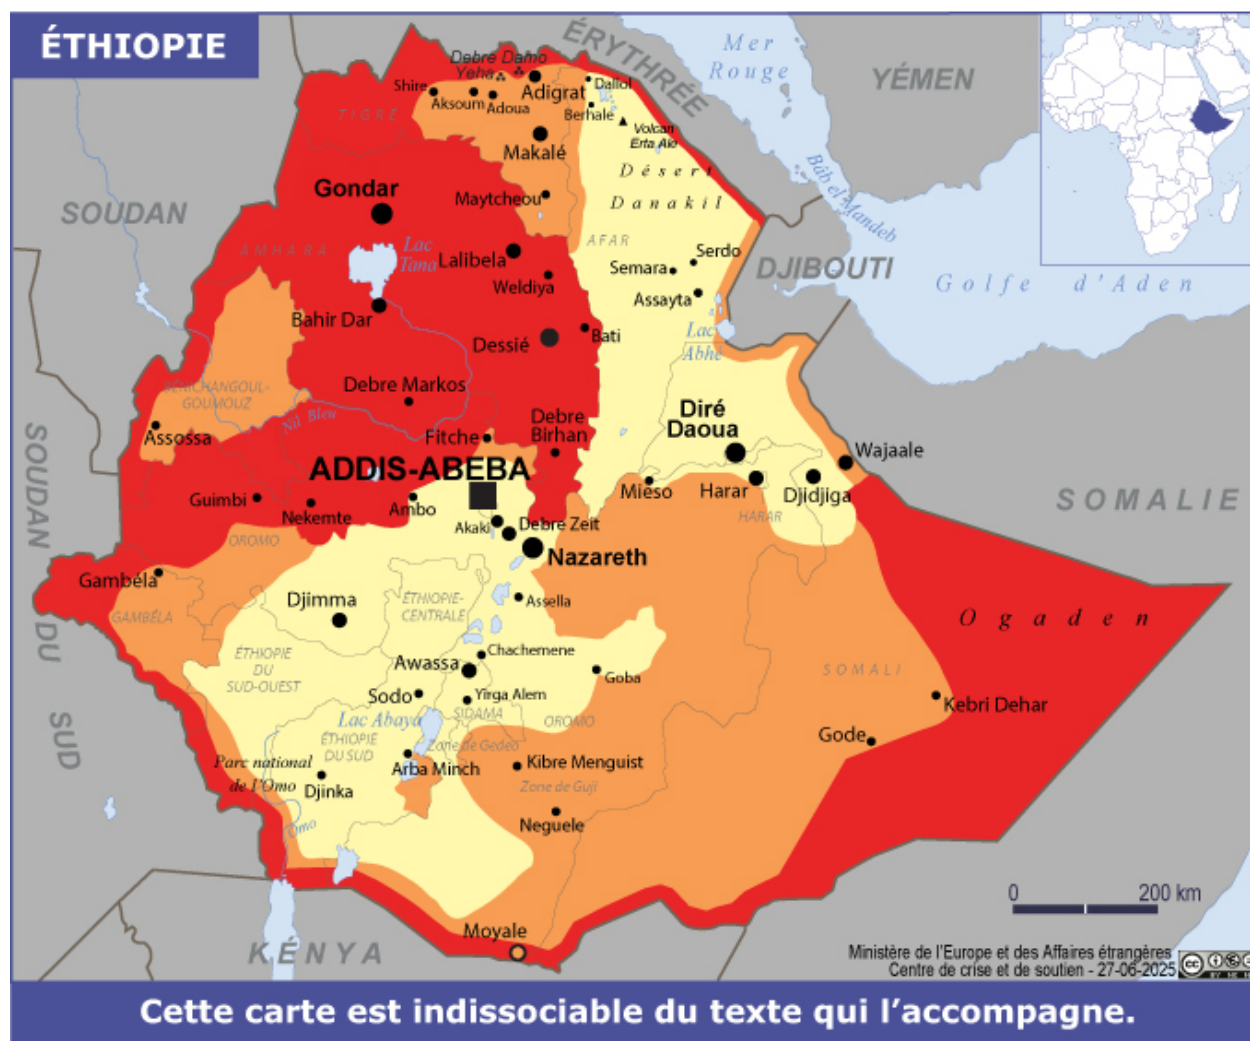 ÉTHIOPIE
ÉRYTHRÉE
Mer
Rouge
YÉMEN
Debre Damo
Yeha
Shire
Aksoum
Adoua
Adigrat
Dallol
Berhale
Volcan
Erta Ale
TIGRÉ
Makalé
Désert
Danakil
Bâb el Mandeb
Gondar
Maytcheou
SOUDAN
AMHARA
Lac
Tana
Lalibela
Weldiya
AFAR
Serdo
Semara
Assayta
DJIBOUTI
Golfe d'Aden
Bahir Dar
Dessié
Bati
Lac
Abhé
BÉNICHANGOUL-
GOUMOUZ
Debre Markos
Nil Bleu
Assossa
Fitche
Debre
Birhan
Diré
Daoua
Wajaale
SOUDAN DU SUD
ADDIS-ABEBA
Guimbi
Nekemte
Ambo
Mieso
Harar
Djidjiga
HARAR
SOMALIE
Akaki
Debre Zeit
OROMO
Nazareth
Gambéla
GAMBÉLA
Djimma
ÉTHIOPIE-
CENTRALE
Assella
Ogaden
ÉTHIOPIE
DU
SUD-OUEST
Chachemene
Awassa
Goba
SOMALI
Sodo
Yirga Alem
SIDAMA
OROMO
Kebri Dehar
Lac Abaya
ÉTHIOPIE
DU SUD
Zone de Gedeo
Gode
Parc national
de l'Omo
Arba Minch
Kibre Menguist
Djinka
Zone de Guji
Omo
Neguele
0 200 km
Moyale
KÉNYA
Ministère de l'Europe et des Affaires étrangères
Centre de crise et de soutien - 27-06-2025
Cette carte est indissociable du texte qui l'accompagne.